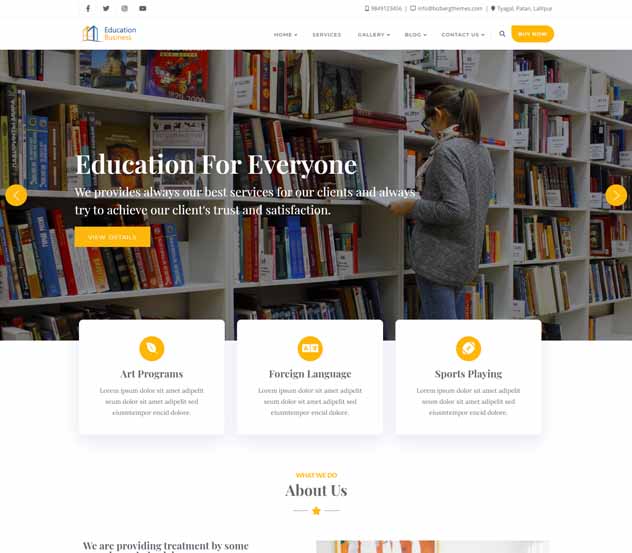 9849123456 | info@bizbergthemes.com | Tyagal, Patan, Lalitpur
Education
Business
HOME SERVICES GALLERY BLOG CONTACT US BUY NOW
Education For Everyone
We provides always our best services for our clients and always
try to achieve our client's trust and satisfaction.
VIEW DETAILS
Art Programs
Lorem ipsum dolor sit amet adipelit
seum dolor sit amet adipelit sed
eiusmtempor encid dolore.
Foreign Language
Lorem ipsum dolor sit amet adipelit
seum dolor sit amet adipelit sed
eiusmtempor encid dolore.
Sports Playing
Lorem ipsum dolor sit amet adipelit
seum dolor sit amet adipelit sed
eiusmtempor encid dolore.
WHAT WE DO
About Us
We are providing treatment by some